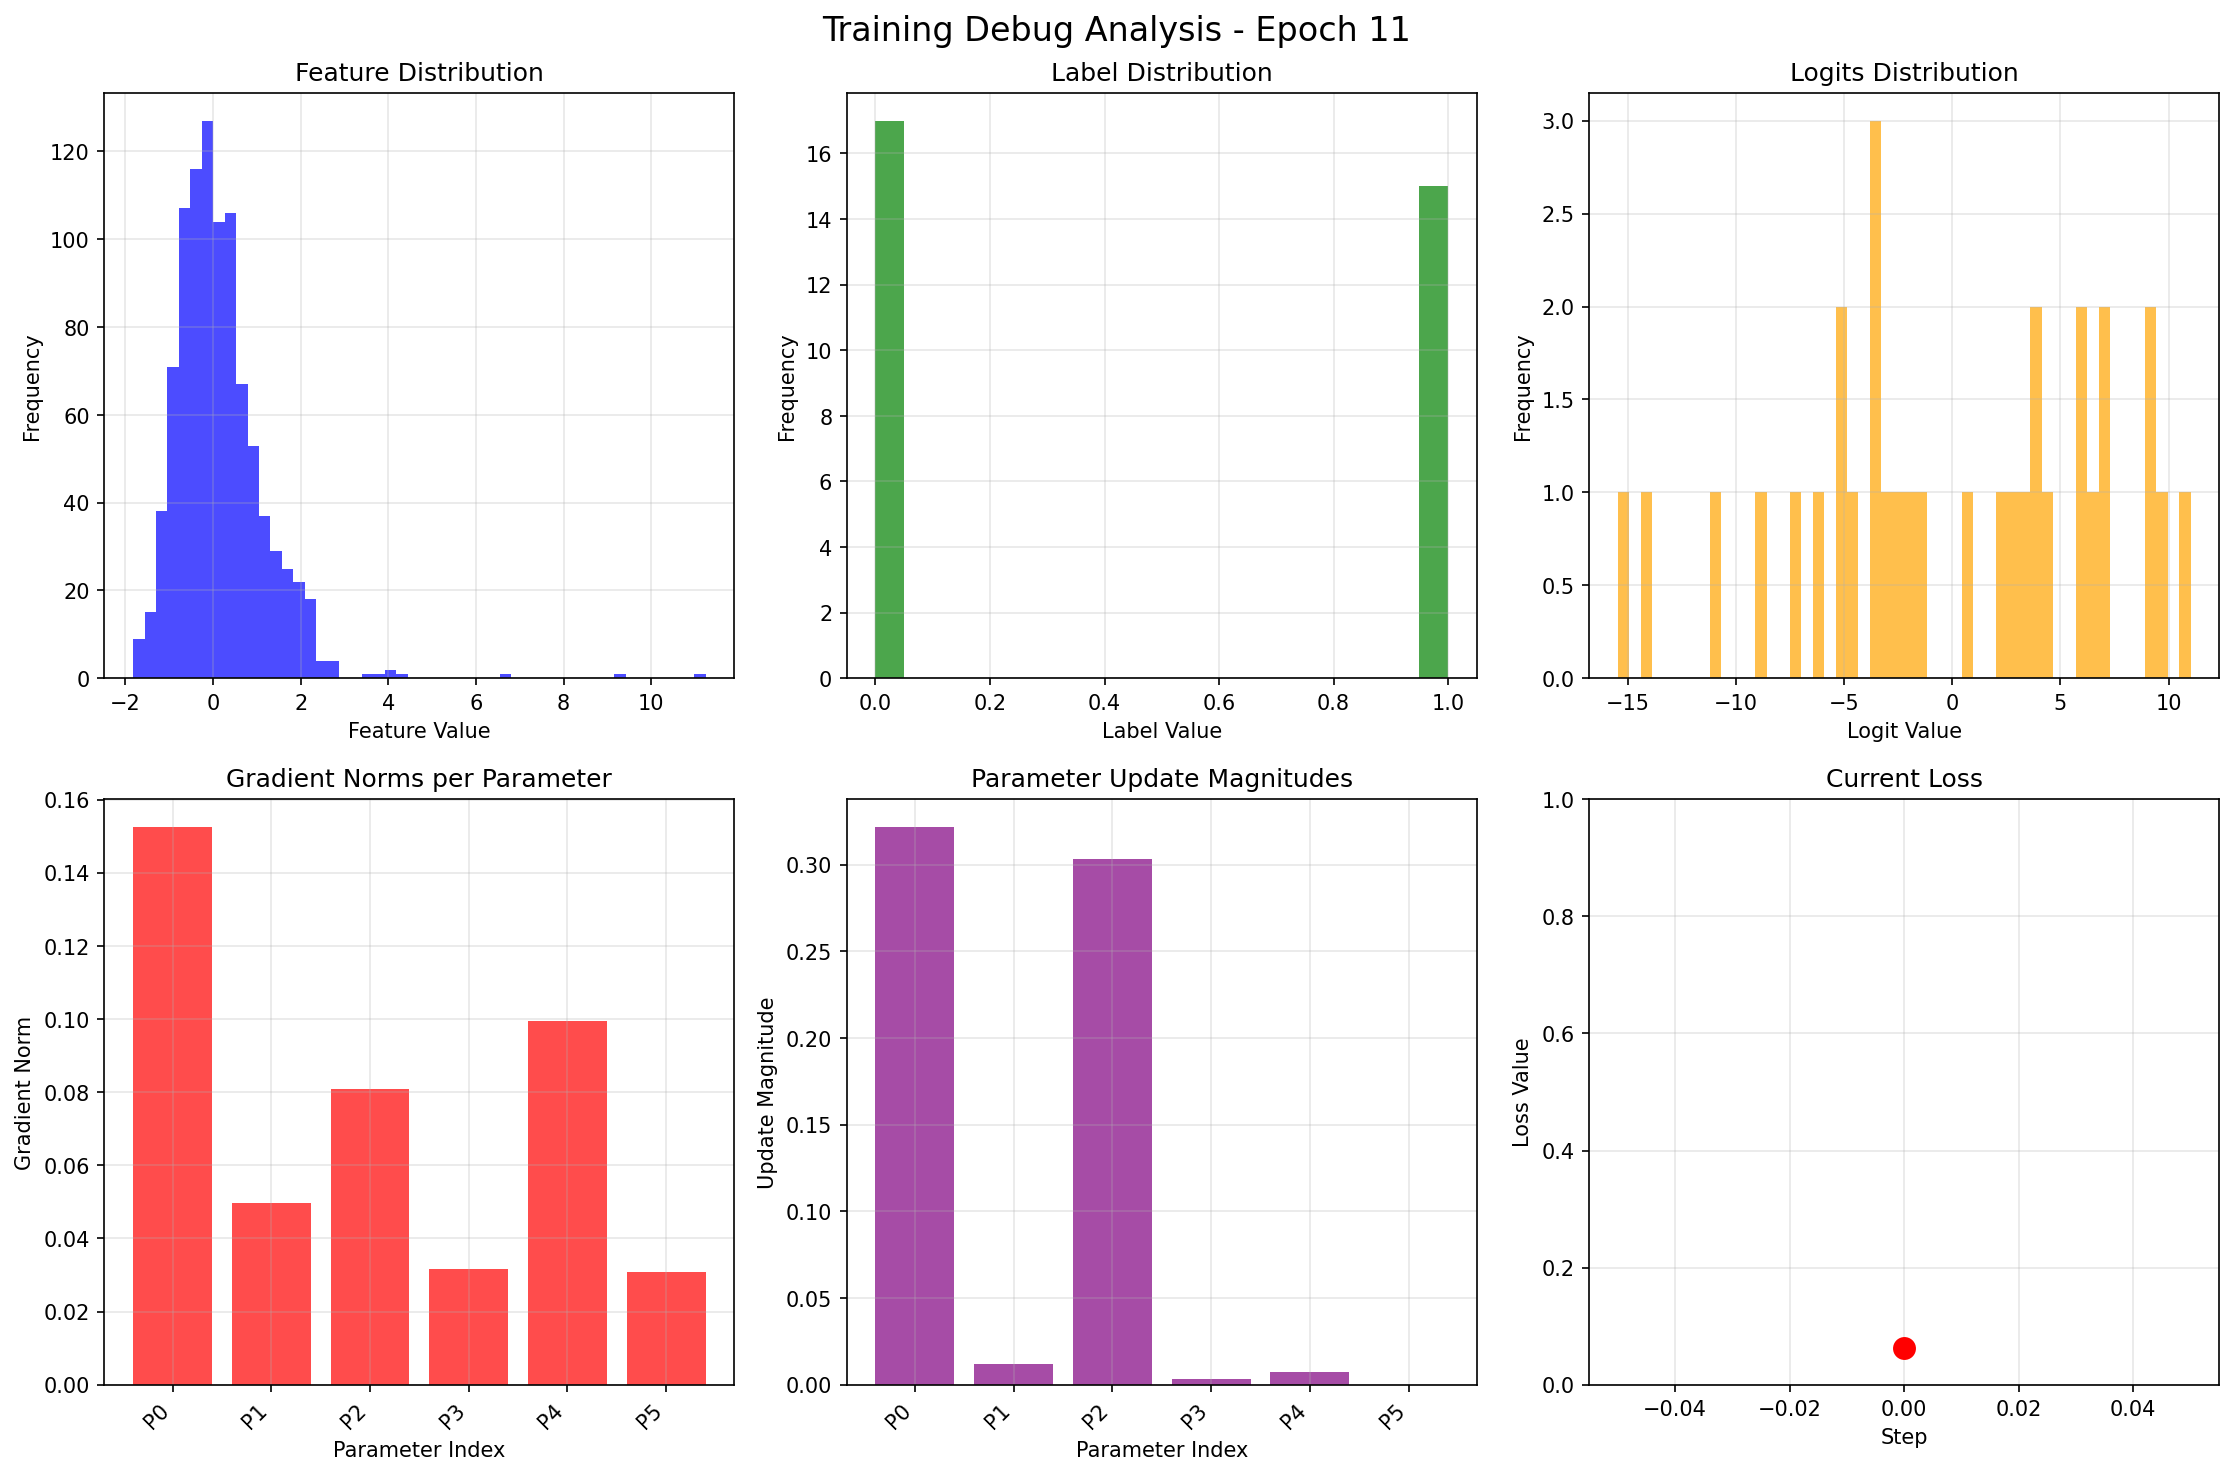 Training Debug Analysis - Epoch 11
Feature Distribution
Frequency
120
100
80
60
40
20
0
−2 0 2 4 6 8 10
Feature Value
Label Distribution
Frequency
16
14
12
10
8
6
4
2
0
0.0 0.2 0.4 0.6 0.8 1.0
Label Value
Logits Distribution
Frequency
3.0
2.5
2.0
1.5
1.0
0.5
0.0
−15 −10 −5 0 5 10
Logit Value
Gradient Norms per Parameter
Gradient Norm
0.16
0.14
0.12
0.10
0.08
0.06
0.04
0.02
0.00
P0 P1 P2 P3 P4 P5
Parameter Index
Parameter Update Magnitudes
Update Magnitude
0.30
0.25
0.20
0.15
0.10
0.05
0.00
P0 P1 P2 P3 P4 P5
Parameter Index
Current Loss
Loss Value
1.0
0.8
0.6
0.4
0.2
0.0
−0.04 −0.02 0.00 0.02 0.04
Step